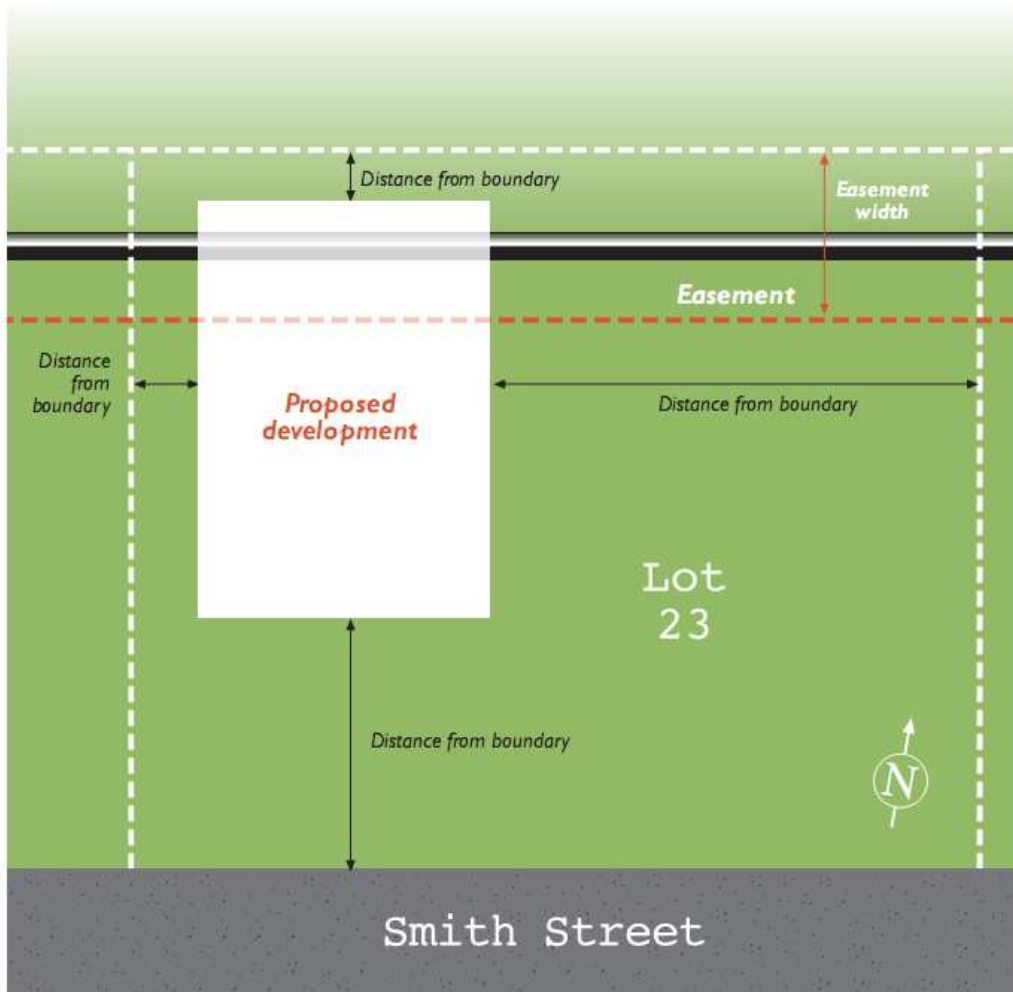 Distance from boundary
Easement
width
Easement
Distance
from
boundary
Distance from boundary
Proposed
development
Lot
23
Distance from boundary
N
Smith Street